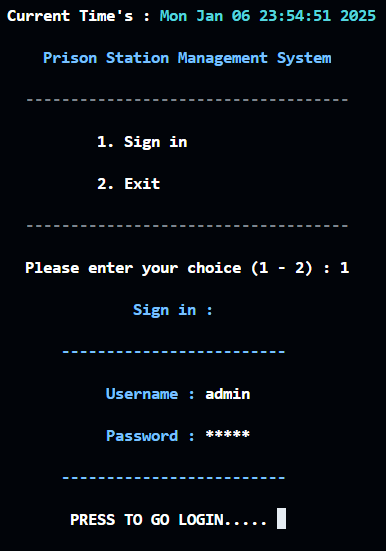 Current Time's : Mon Jan 06 23:54:51 2025
Prison Station Management System
------------------------------------
1. Sign in
2. Exit
------------------------------------
Please enter your choice (1 - 2) : 1
Sign in :
-------------------------
Username : admin
Password : *****
-------------------------
PRESS TO GO LOGIN.....